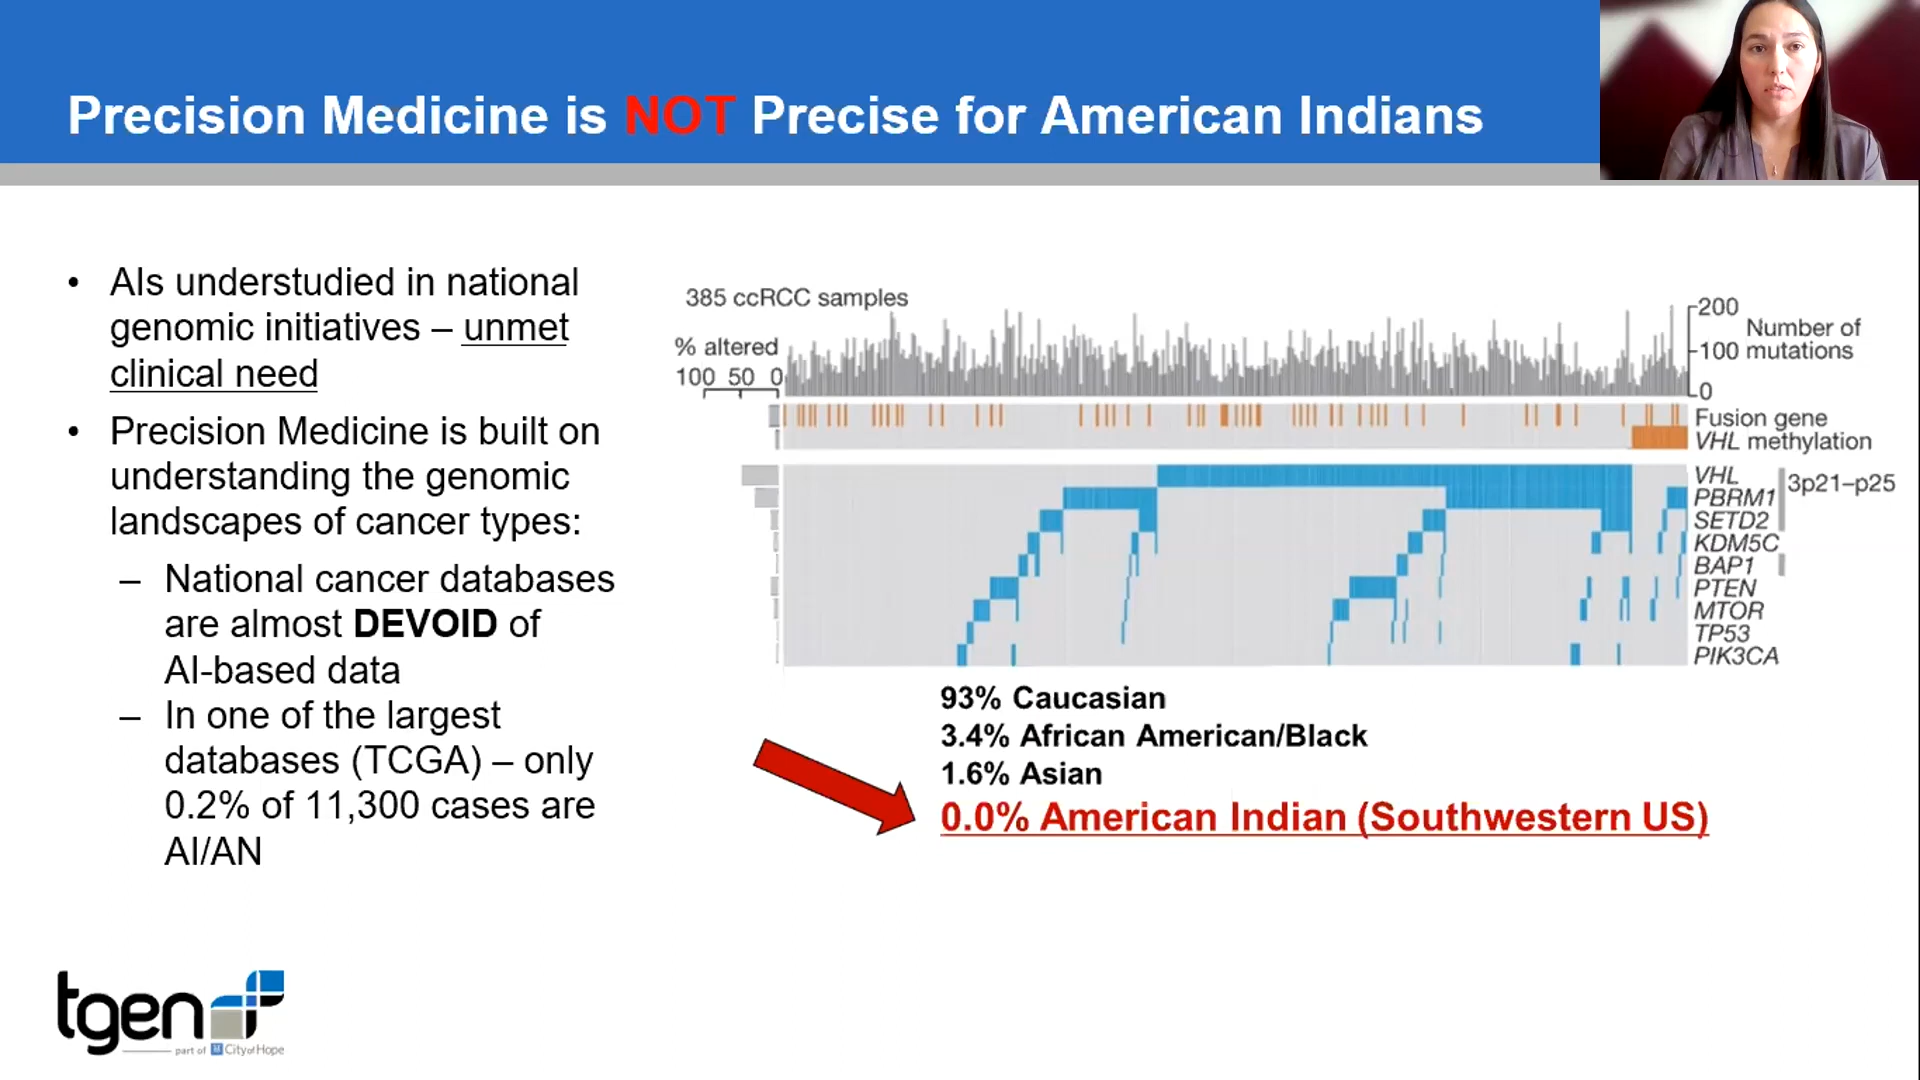 Precision Medicine is NOT Precise for American Indians
• AIs understudied in national
genomic initiatives – unmet
clinical need
• Precision Medicine is built on
understanding the genomic
landscapes of cancer types:
– National cancer databases
are almost DEVOID of
AI-based data
– In one of the largest
databases (TCGA) – only
0.2% of 11,300 cases are
AI/AN
385 ccRCC samples
% altered
100 50 0
200
100
0
Number of
mutations
Fusion gene
VHL methylation
VHL
PBRM1
SETD2
3p21–p25
KDM5C
BAP1
PTEN
MTOR
TP53
PIK3CA
93% Caucasian
3.4% African American/Black
1.6% Asian
0.0% American Indian (Southwestern US)
tgen
part of CityofHope